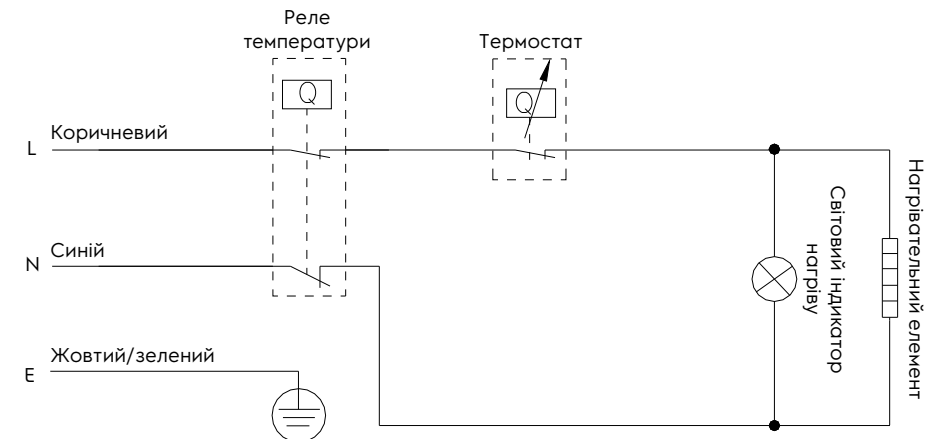 Реле
температури
Термостат
Q
Q
Коричневий
L
Синій
N
Жовтий/зелений
E
Світовий індикатор
нагріву
Нагрівательний елемент